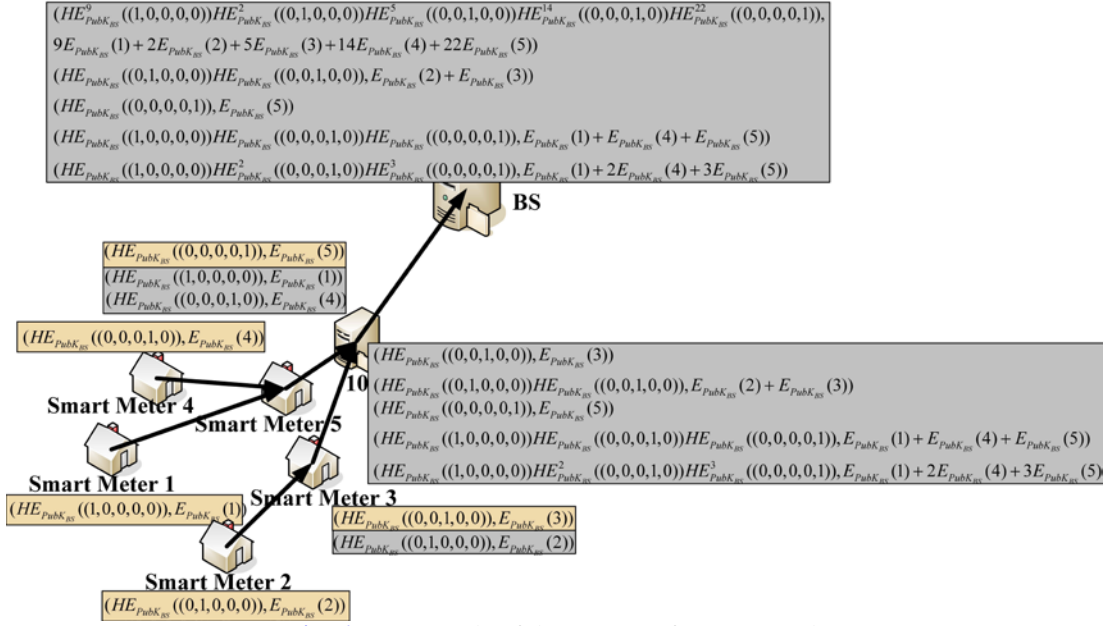 (HE^9_{PubK_{BS}}((1,0,0,0,0))HE^2_{PubK_{BS}}((0,1,0,0,0))HE^5_{PubK_{BS}}((0,0,1,0,0))HE^{14}_{PubK_{BS}}((0,0,0,1,0))HE^{22}_{PubK_{BS}}((0,0,0,0,1)),
9E_{PubK_{BS}}(1)+2E_{PubK_{BS}}(2)+5E_{PubK_{BS}}(3)+14E_{PubK_{BS}}(4)+22E_{PubK_{BS}}(5))
(HE_{PubK_{BS}}((0,1,0,0,0))HE_{PubK_{BS}}((0,0,1,0,0)),E_{PubK_{BS}}(2)+E_{PubK_{BS}}(3))
(HE_{PubK_{BS}}((0,0,0,0,1)),E_{PubK_{BS}}(5))
(HE_{PubK_{BS}}((1,0,0,0,0))HE_{PubK_{BS}}((0,0,0,1,0))HE_{PubK_{BS}}((0,0,0,0,1)),E_{PubK_{BS}}(1)+E_{PubK_{BS}}(4)+E_{PubK_{BS}}(5))
(HE_{PubK_{BS}}((1,0,0,0,0))HE^2_{PubK_{BS}}((0,0,0,1,0))HE^3_{PubK_{BS}}((0,0,0,0,1)),E_{PubK_{BS}}(1)+2E_{PubK_{BS}}(4)+3E_{PubK_{BS}}(5))
BS
(HE_{PubK_{BS}}((0,0,0,0,1)),E_{PubK_{BS}}(5))
(HE_{PubK_{BS}}((1,0,0,0,0)),E_{PubK_{BS}}(1))
(HE_{PubK_{BS}}((0,0,0,1,0)),E_{PubK_{BS}}(4))
(HE_{PubK_{BS}}((0,0,0,1,0)),E_{PubK_{BS}}(4))
10
(HE_{PubK_{BS}}((0,0,1,0,0)),E_{PubK_{BS}}(3))
(HE_{PubK_{BS}}((0,1,0,0,0))HE_{PubK_{BS}}((0,0,1,0,0)),E_{PubK_{BS}}(2)+E_{PubK_{BS}}(3))
(HE_{PubK_{BS}}((0,0,0,0,1)),E_{PubK_{BS}}(5))
(HE_{PubK_{BS}}((1,0,0,0,0))HE_{PubK_{BS}}((0,0,0,1,0))HE_{PubK_{BS}}((0,0,0,0,1)),E_{PubK_{BS}}(1)+E_{PubK_{BS}}(4)+E_{PubK_{BS}}(5))
(HE_{PubK_{BS}}((1,0,0,0,0))HE^2_{PubK_{BS}}((0,0,0,1,0))HE^3_{PubK_{BS}}((0,0,0,0,1)),E_{PubK_{BS}}(1)+2E_{PubK_{BS}}(4)+3E_{PubK_{BS}}(5)
Smart Meter 4
Smart Meter 5
Smart Meter 1
Smart Meter 3
(HE_{PubK_{BS}}((1,0,0,0,0)),E_{PubK_{BS}}(1))
(HE_{PubK_{BS}}((0,0,1,0,0)),E_{PubK_{BS}}(3))
(HE_{PubK_{BS}}((0,1,0,0,0)),E_{PubK_{BS}}(2))
Smart Meter 2
(HE_{PubK_{BS}}((0,1,0,0,0)),E_{PubK_{BS}}(2))